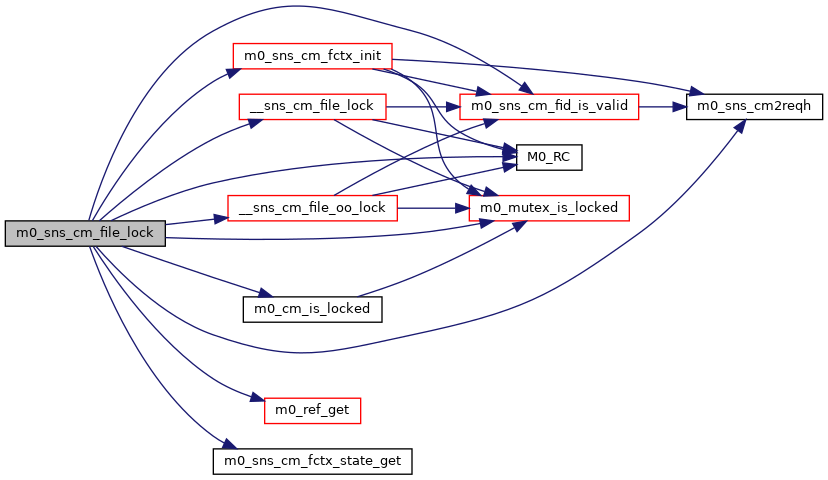 m0_sns_cm_fctx_init
__sns_cm_file_lock
m0_sns_cm_fid_is_valid
m0_sns_cm2reqh
M0_RC
__sns_cm_file_oo_lock
m0_mutex_is_locked
m0_sns_cm_file_lock
m0_cm_is_locked
m0_ref_get
m0_sns_cm_fctx_state_get